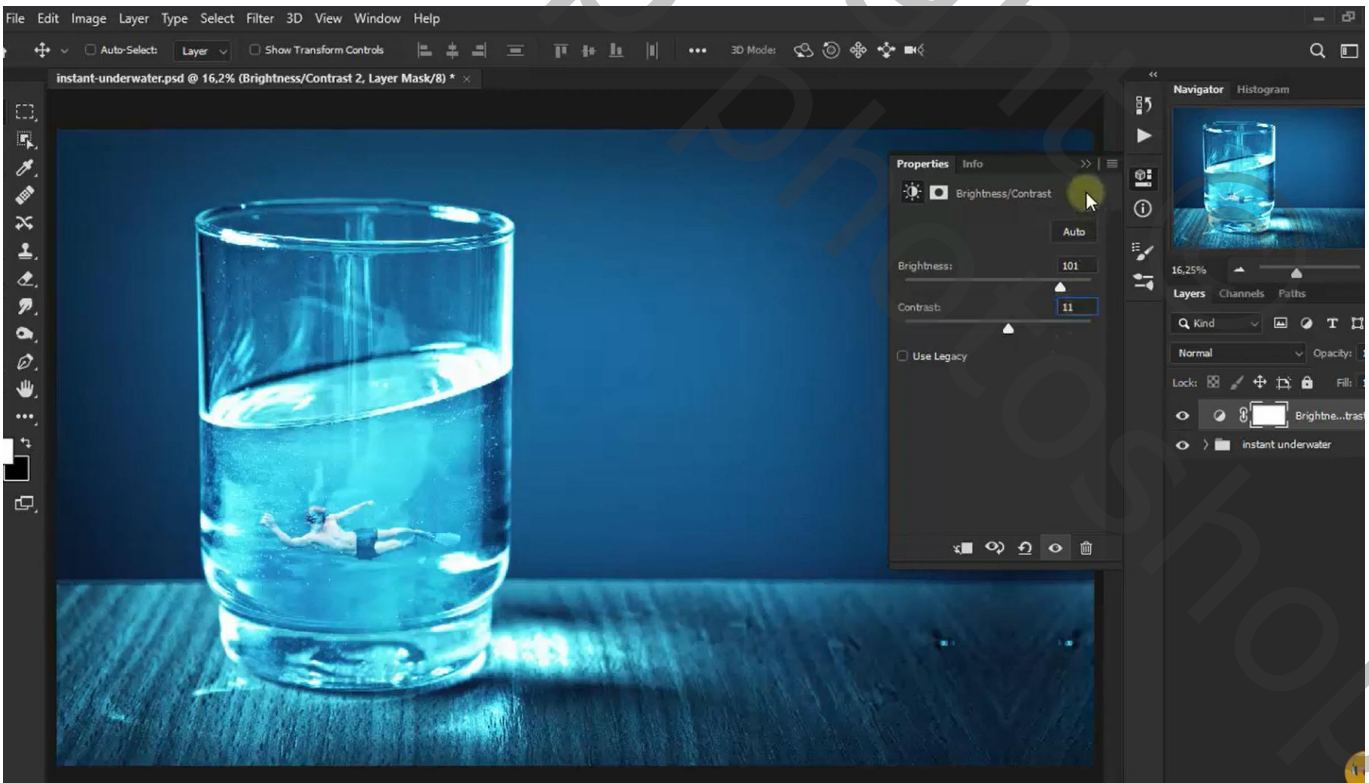 File Edit Image Layer Type Select Filter 3D View Window Help
Auto-Select: Layer Show Transform Controls 3D Mode:
instant-underwater.psd @ 16,2% (Brightness/Contrast 2, Layer Mask/8) * ×
Navigator Histogram
Properties Info
Brightness/Contrast
Auto
Brightness: 101
Contrast: 11
Use Legacy
16,25%
Layers Channels Paths
Kind
Normal Opacity:
Lock: Fill:
Brightne...trast
instant underwater
photoshop